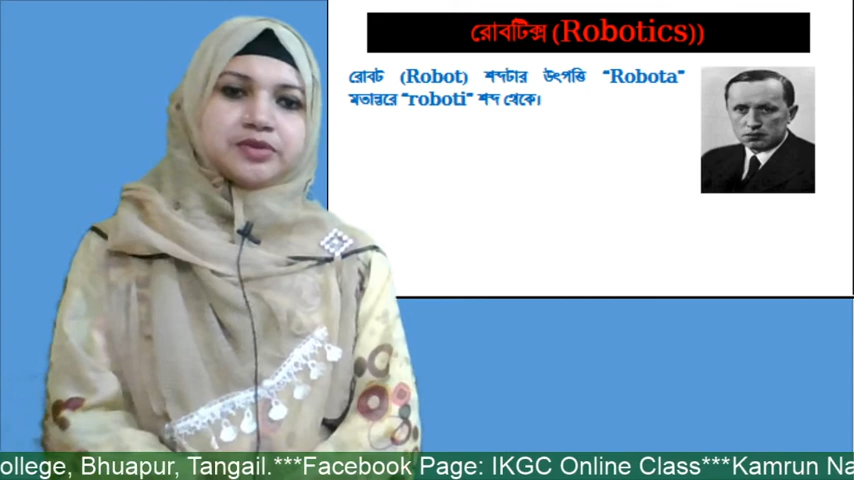 রোবটিক্স (Robotics))
রোবট (Robot) শব্দটার উৎপত্তি “Robota”
মতান্তরে “roboti” শব্দ থেকে।
ollege, Bhuapur, Tangail.***Facebook Page: IKGC Online Class***Kamrun Na